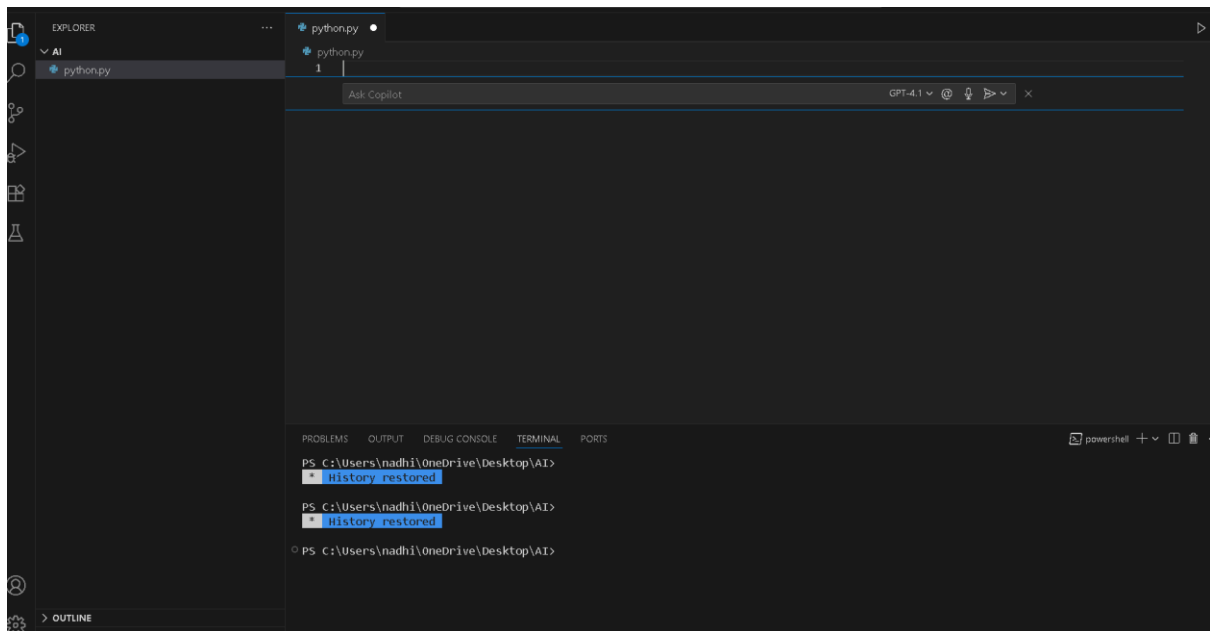 EXPLORER
AI
python.py
1
OUTLINE
python.py
python.py
1
Ask Copilot
GPT-4.1
@
PROBLEMS OUTPUT DEBUG CONSOLE TERMINAL PORTS
powershell
PS C:\Users\nadhi\OneDrive\Desktop\AI>
* History restored
PS C:\Users\nadhi\OneDrive\Desktop\AI>
* History restored
PS C:\Users\nadhi\OneDrive\Desktop\AI>